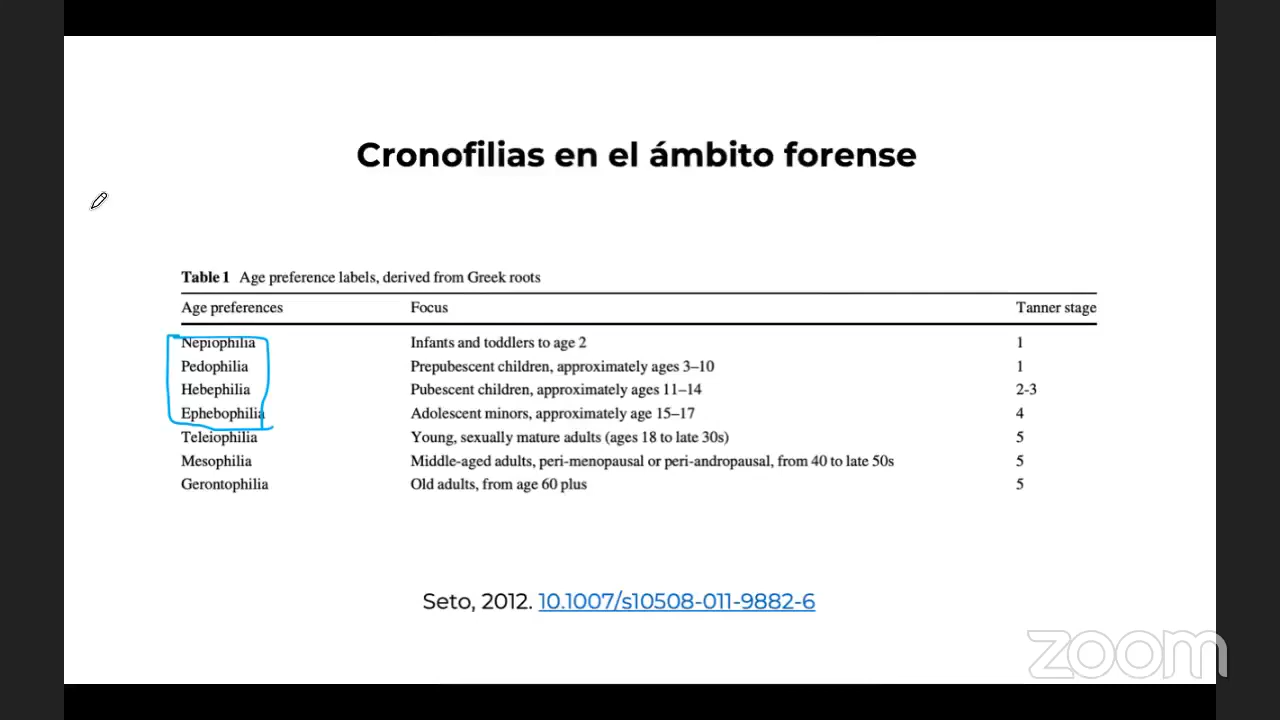 Cronofilias en el ámbito forense
Table 1 Age preference labels, derived from Greek roots
Age preferences Focus Tanner stage
Nepiophilia Infants and toddlers to age 2 1
Pedophilia Prepubescent children, approximately ages 3–10 1
Hebephilia Pubescent children, approximately ages 11–14 2-3
Ephebophilia Adolescent minors, approximately age 15–17 4
Teleiophilia Young, sexually mature adults (ages 18 to late 30s) 5
Mesophilia Middle-aged adults, peri-menopausal or peri-andropausal, from 40 to late 50s 5
Gerontophilia Old adults, from age 60 plus 5
Seto, 2012. 10.1007/s10508-011-9882-6
zoom